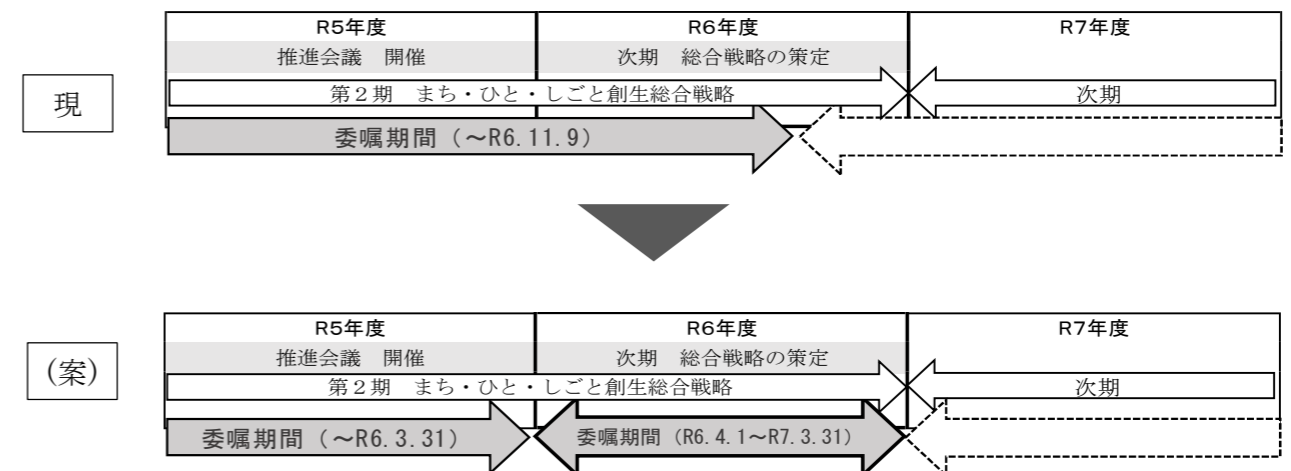 R5年度 R6年度 R7年度
推進会議 開催 次期 総合戦略の策定
現
第2期 まち・ひと・しごと創生総合戦略 次期
委嘱期間(~R6.11.9)
R5年度 R6年度 R7年度
推進会議 開催 次期 総合戦略の策定
(案)
第2期 まち・ひと・しごと創生総合戦略 次期
委嘱期間(~R6.3.31) 委嘱期間(R6.4.1~R7.3.31)